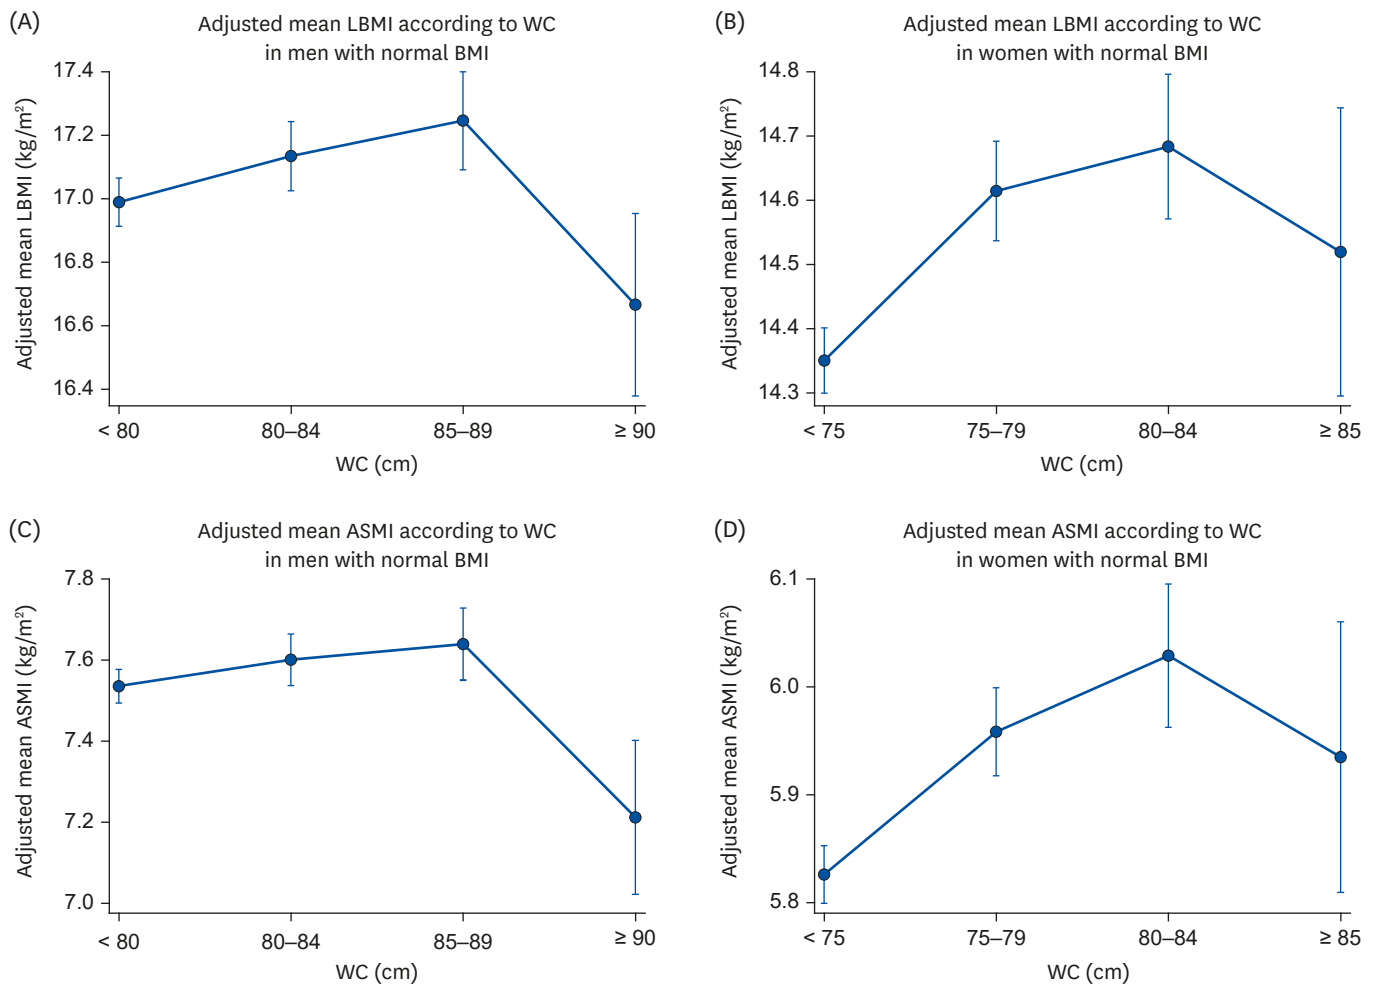 (A)
Adjusted mean LBMI according to WC
in men with normal BMI
Adjusted mean LBMI (kg/m²)
17.4
17.2
17.0
16.8
16.6
16.4
< 80
80–84
85–89
≥ 90
WC (cm)
(B)
Adjusted mean LBMI according to WC
in women with normal BMI
Adjusted mean LBMI (kg/m²)
14.8
14.7
14.6
14.5
14.4
14.3
< 75
75–79
80–84
≥ 85
WC (cm)
(C)
Adjusted mean ASMI according to WC
in men with normal BMI
Adjusted mean ASMI (kg/m²)
7.8
7.6
7.4
7.2
7.0
< 80
80–84
85–89
≥ 90
WC (cm)
(D)
Adjusted mean ASMI according to WC
in women with normal BMI
Adjusted mean ASMI (kg/m²)
6.1
6.0
5.9
5.8
< 75
75–79
80–84
≥ 85
WC (cm)